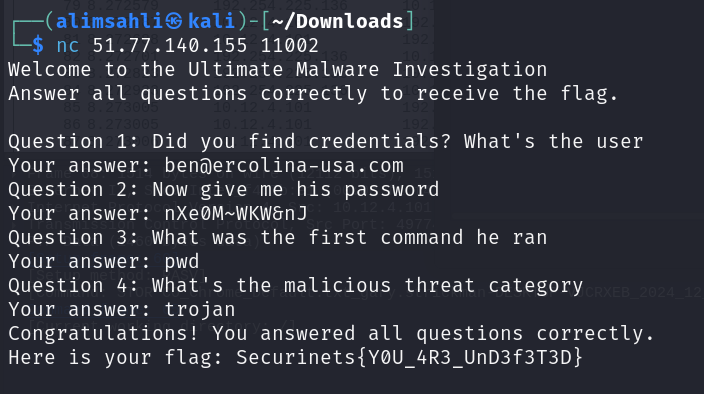 ┌──(alimsahli㉿kali)-[~/Downloads]
└─$ nc 51.77.140.155 11002
Welcome to the Ultimate Malware Investigation
Answer all questions correctly to receive the flag.
Question 1: Did you find credentials? What's the user
Your answer: ben@ercolina-usa.com
Question 2: Now give me his password
Your answer: nXe0M~WKW&nJ
Question 3: What was the first command he ran
Your answer: pwd
Question 4: What's the malicious threat category
Your answer: trojan
Congratulations! You answered all questions correctly.
Here is your flag: Securinets{Y0U_4R3_UnD3f3T3D}